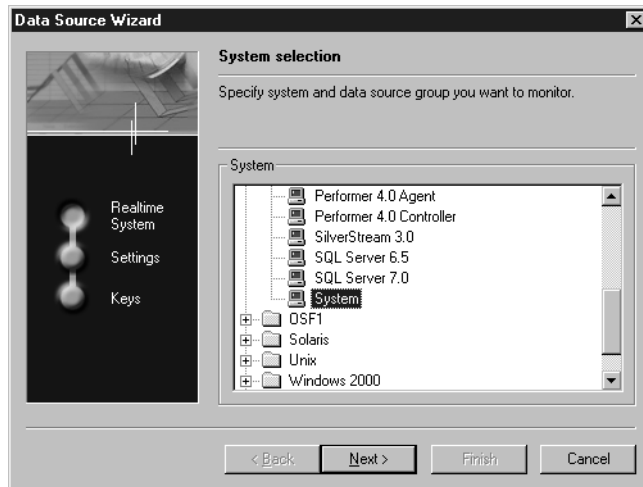 Data Source Wizard
System selection
Specify system and data source group you want to monitor.
Realtime
System
Settings
Keys
System
Performer 4.0 Agent
Performer 4.0 Controller
SilverStream 3.0
SQL Server 6.5
SQL Server 7.0
System
OSF1
Solaris
Unix
Windows 2000
< Back
Next >
Finish
Cancel